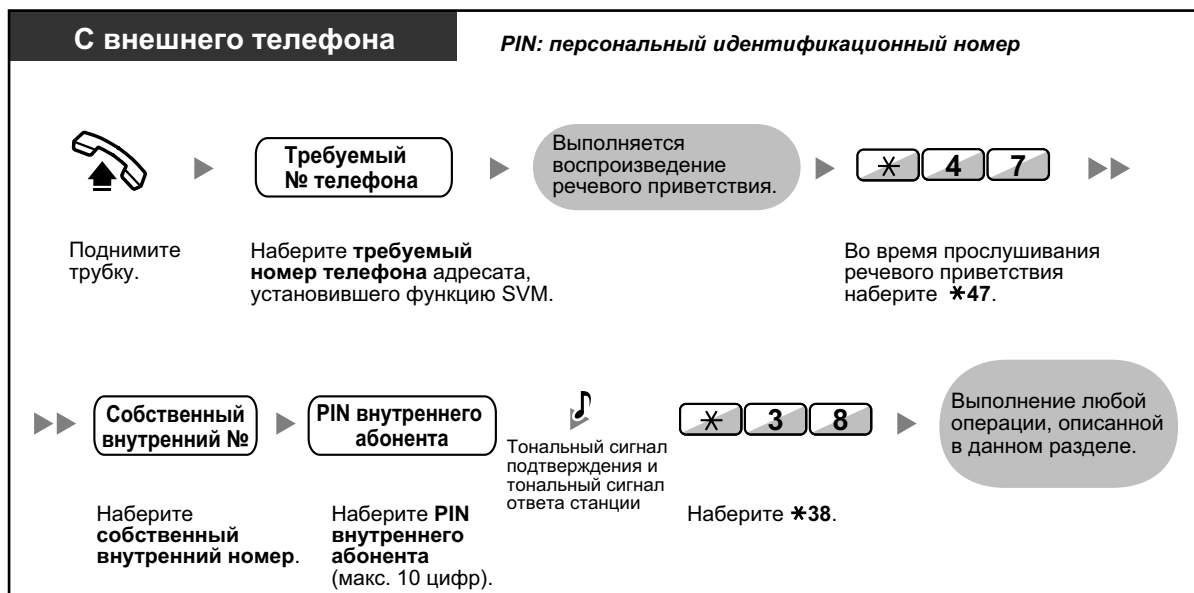 С внешнего телефона
PIN: персональный идентификационный номер
Требуемый
№ телефона
Выполняется
воспроизведение
речевого приветствия.
* 4 7
Поднимите
трубку.
Наберите требуемый
номер телефона адресата,
установившего функцию SVM.
Во время прослушивания
речевого приветствия
наберите *47.
Собственный
внутренний №
PIN внутреннего
абонента
Тональный сигнал
подтверждения и
тональный сигнал
ответа станции
* 3 8
Выполнение любой
операции, описанной
в данном разделе.
Наберите
собственный
внутренний номер.
Наберите PIN
внутреннего
абонента
(макс. 10 цифр).
Наберите *38.